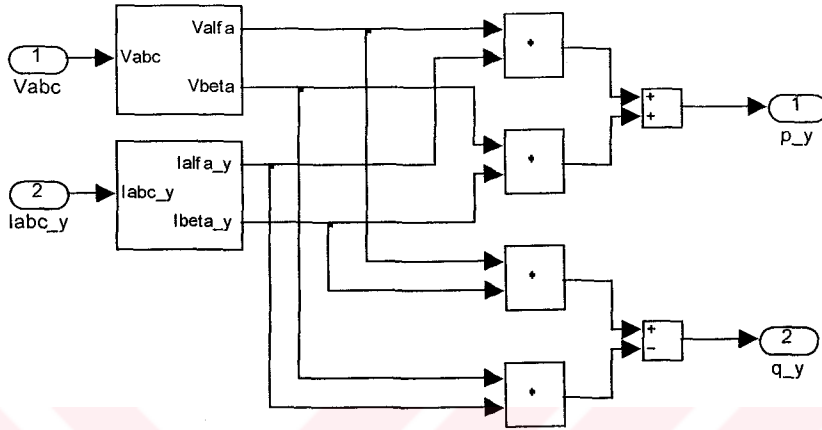 1
Vabc
Vabc
Valfa
Vbeta
2
Iabc_y
Iabc_y
Ialfa_y
Ibeta_y
+
+
1
p_y
+
−
2
q_y